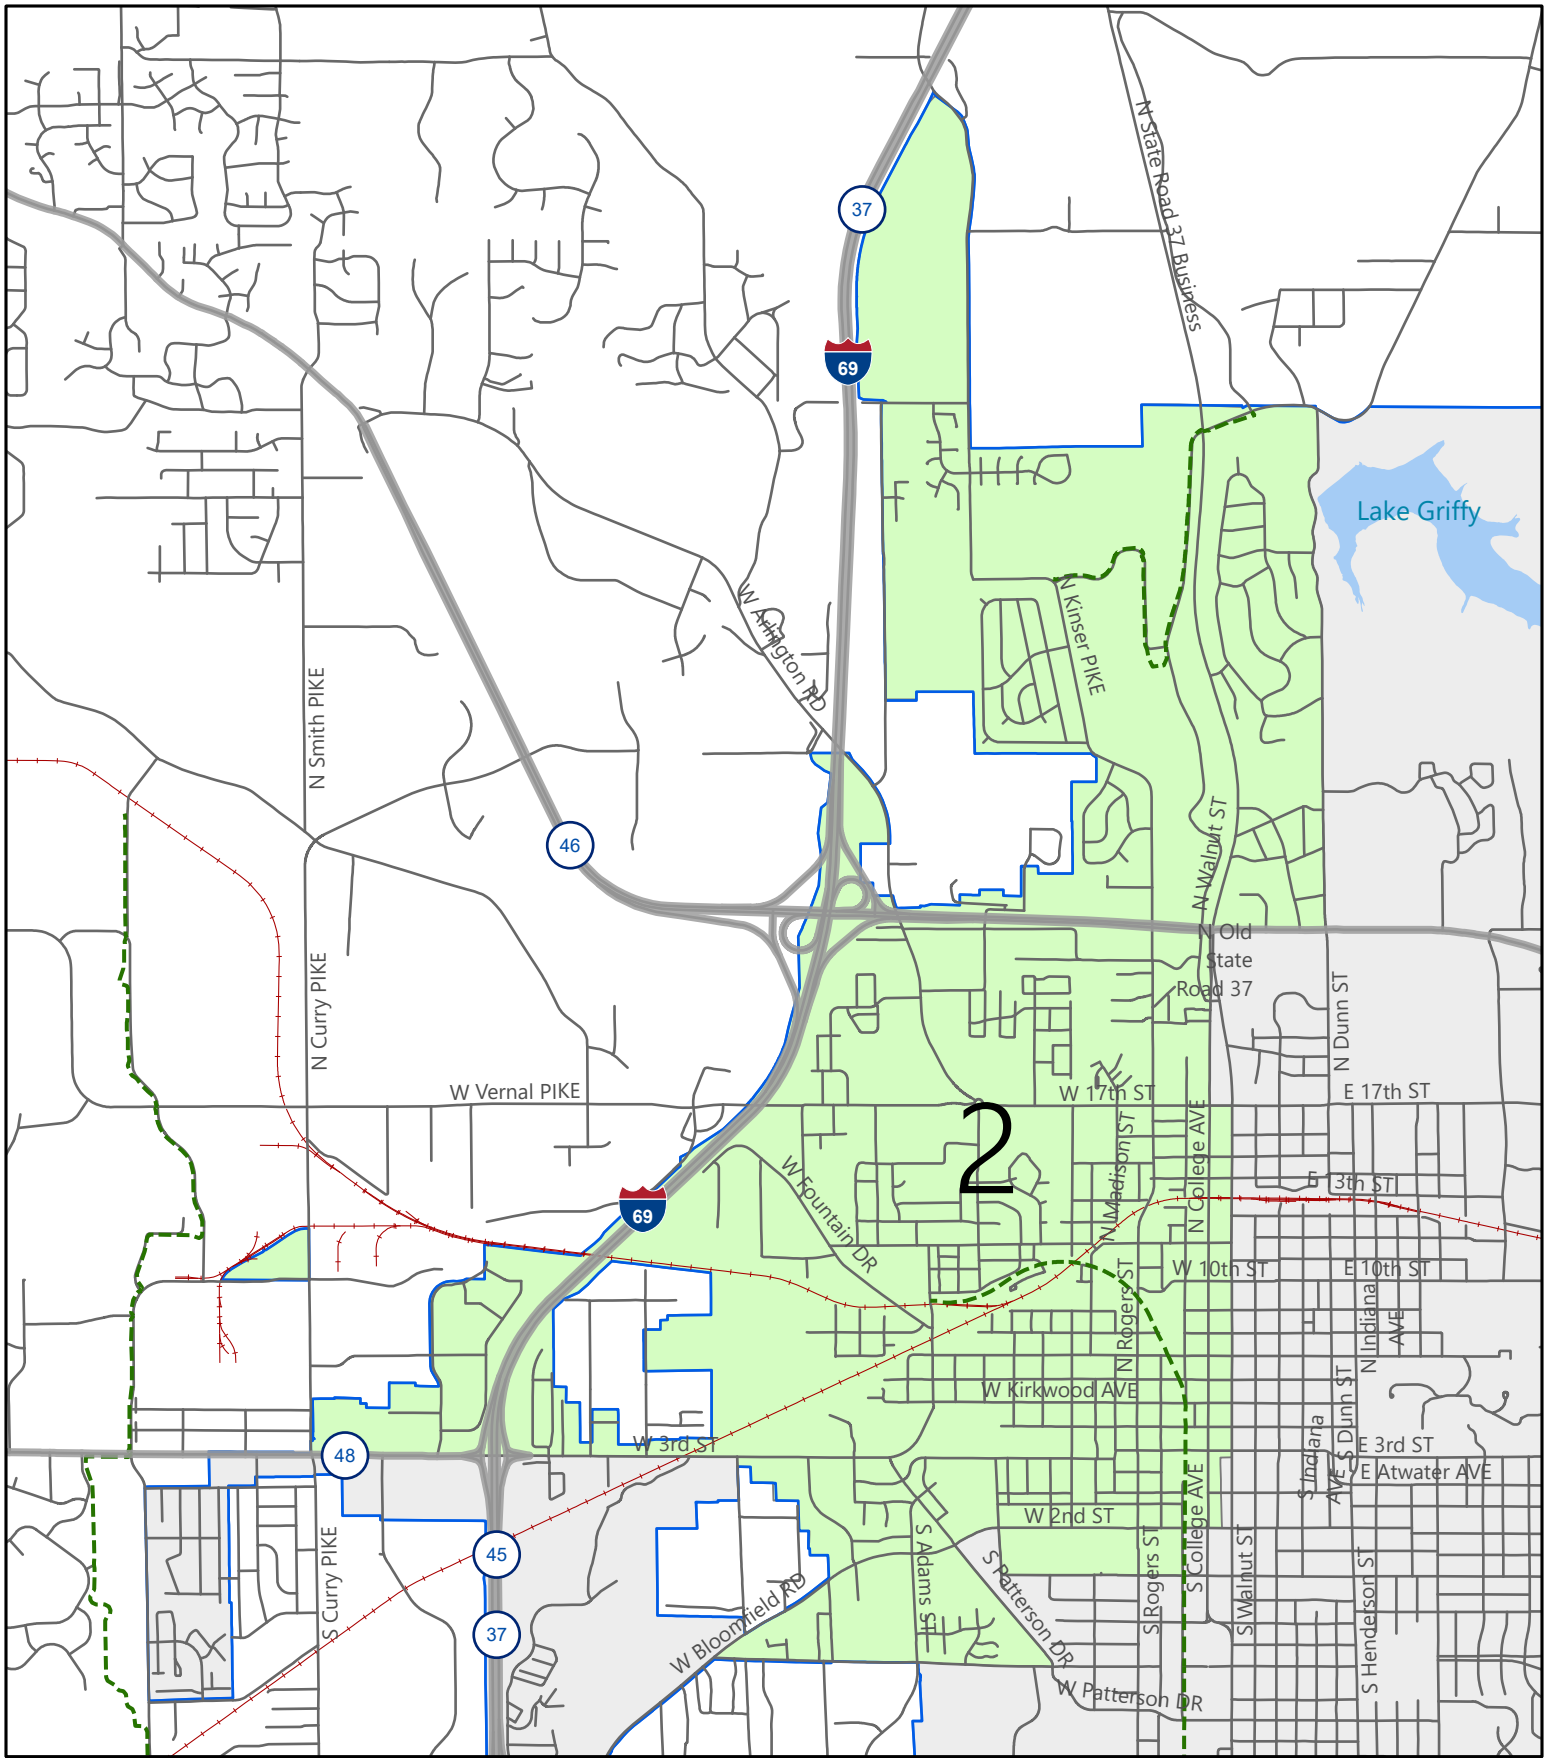 N State Road 37 Business
37
69
Lake Griffy
W Arlington RD
N Kinser PIKE
N Smith PIKE
46
N Walnut ST
N Old
State
Road 37
N Curry PIKE
N Dunn ST
W Vernal PIKE
W 17th ST
E 17th ST
2
N Madison ST
N College AVE
W Fountain DR
E 13th ST
69
W 10th ST
E 10th ST
N Rogers ST
N Indiana
AVE
W Kirkwood AVE
W 3rd ST
48
E 3rd ST
S Indiana
AVE
S Dunn ST
E Atwater AVE
W 2nd ST
45
S Curry PIKE
S Adams ST
S Patterson DR
S Rogers ST
S College AVE
S Walnut ST
S Henderson ST
37
W Bloomfield RD
W Patterson DR